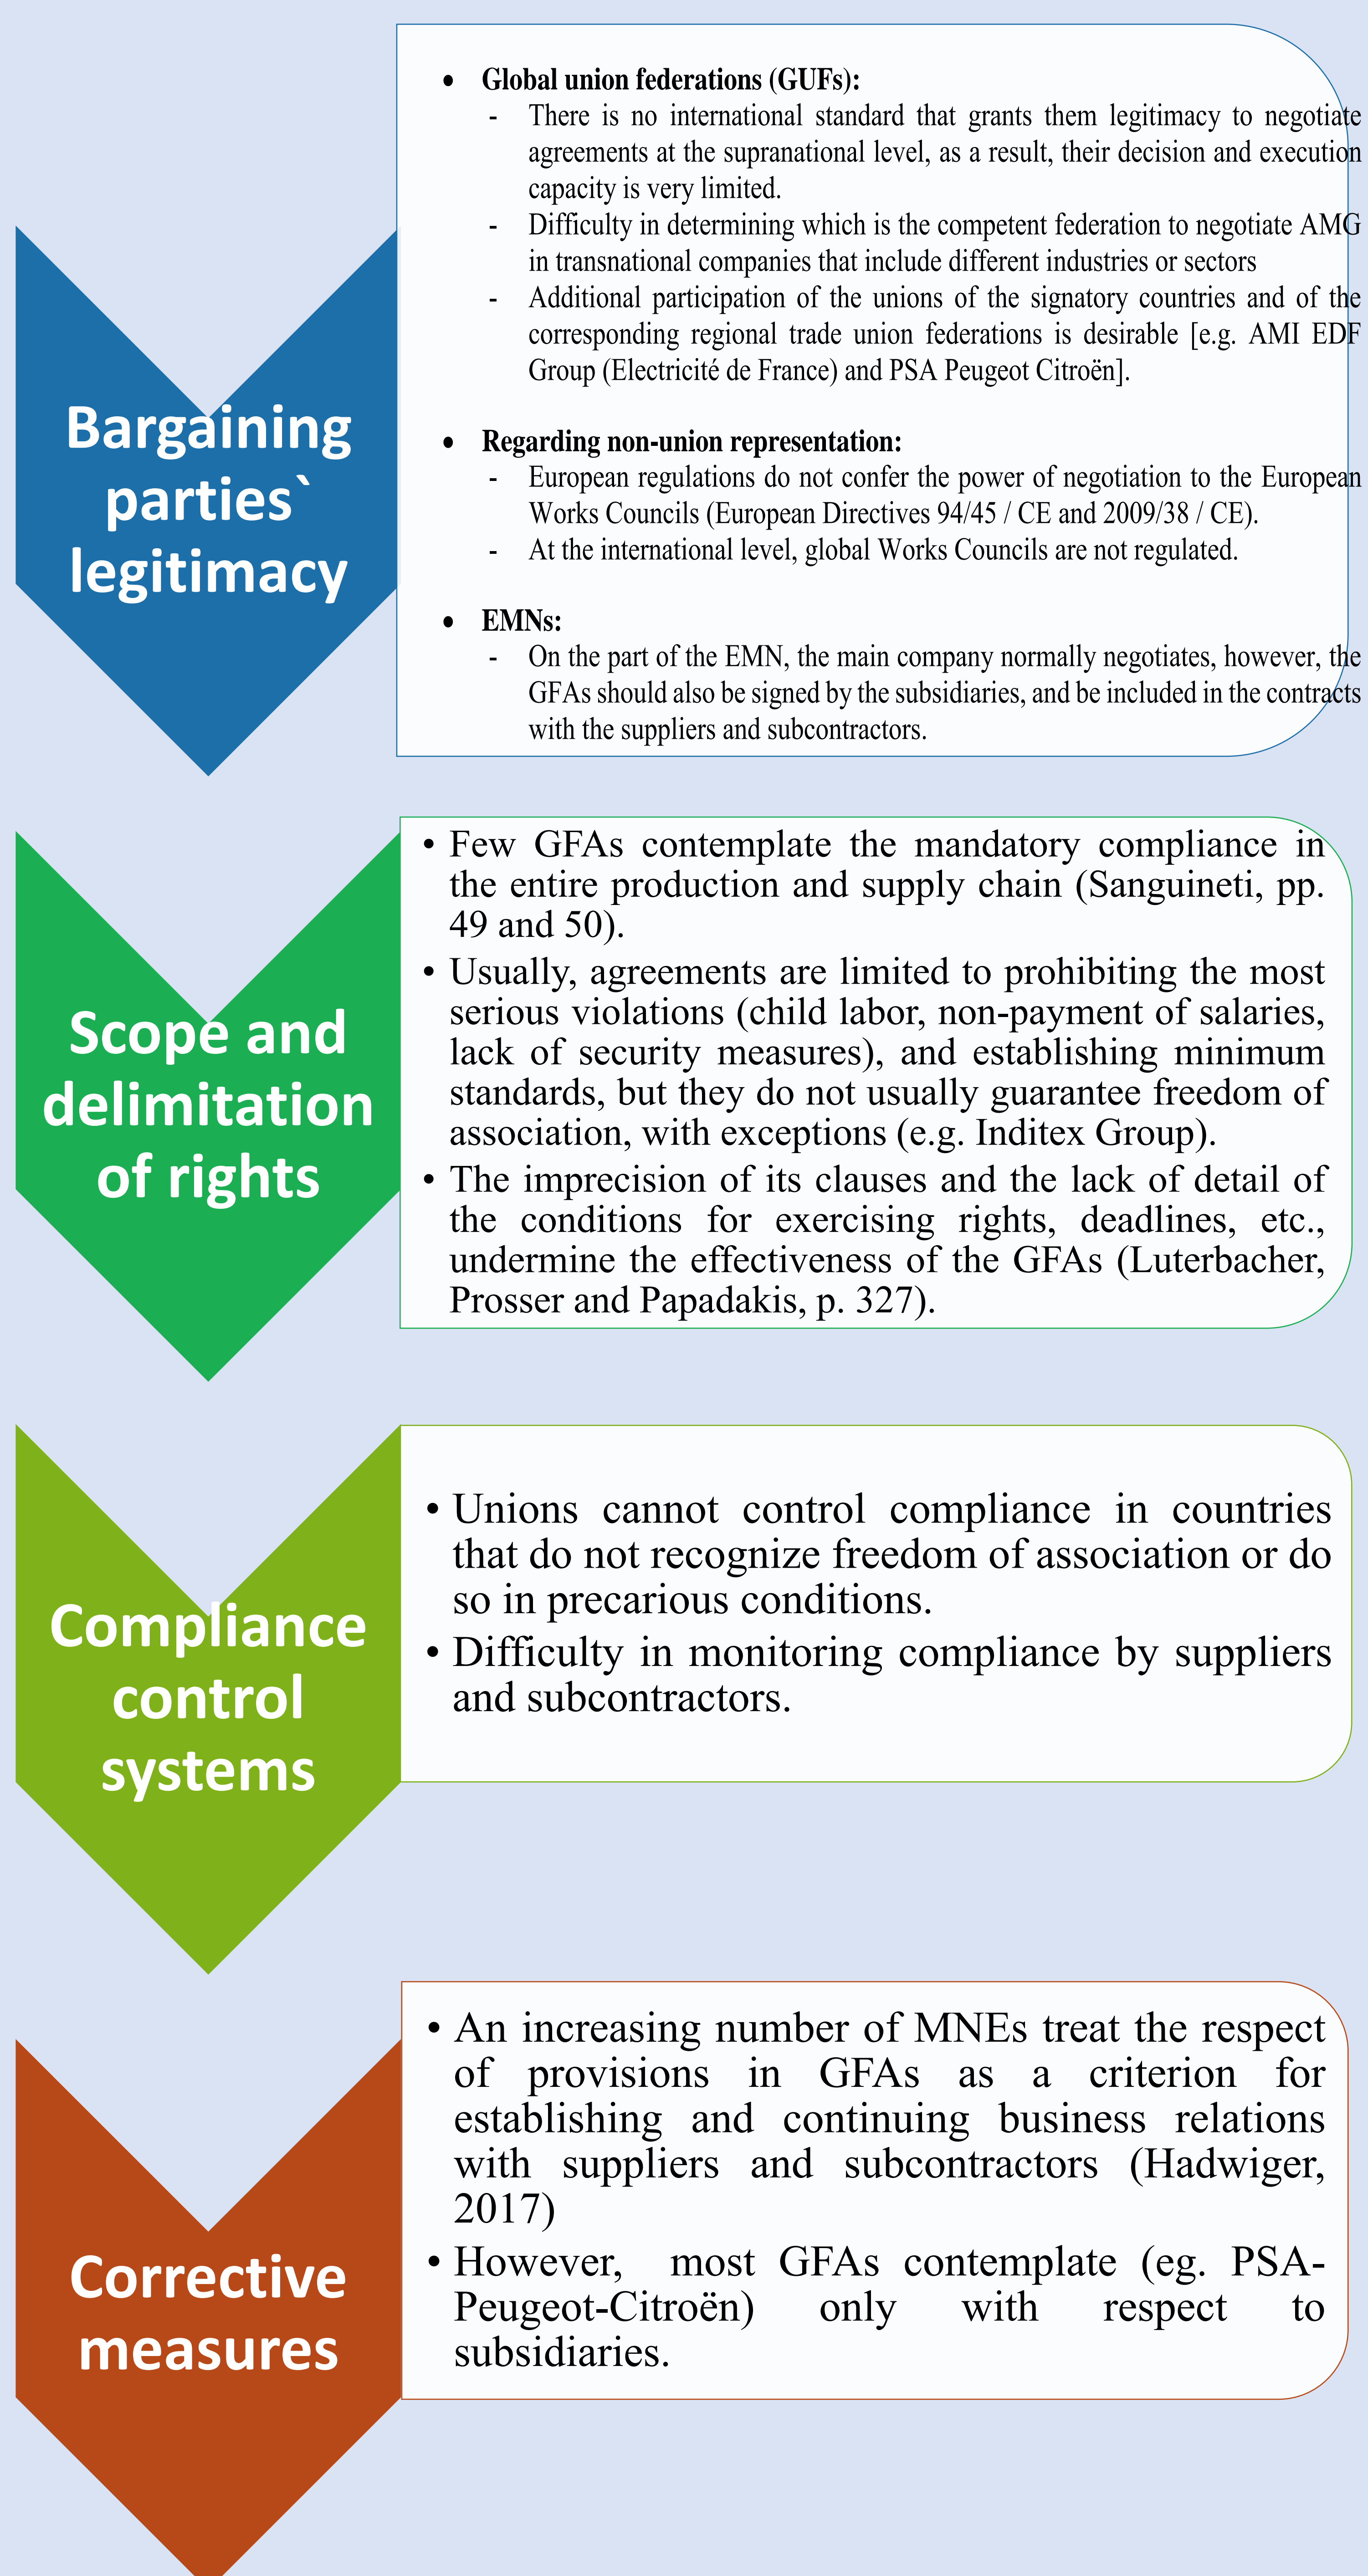 Bargaining
parties`
legitimacy
• Global union federations (GUFs):
- There is no international standard that grants them legitimacy to negotiate
agreements at the supranational level, as a result, their decision and execution
capacity is very limited.
- Difficulty in determining which is the competent federation to negotiate AMG
in transnational companies that include different industries or sectors
- Additional participation of the unions of the signatory countries and of the
corresponding regional trade union federations is desirable [e.g. AMI EDF
Group (Electricité de France) and PSA Peugeot Citroën].
• Regarding non-union representation:
- European regulations do not confer the power of negotiation to the European
Works Councils (European Directives 94/45 / CE and 2009/38 / CE).
- At the international level, global Works Councils are not regulated.
• EMNs:
- On the part of the EMN, the main company normally negotiates, however, the
GFAs should also be signed by the subsidiaries, and be included in the contracts
with the suppliers and subcontractors.
Scope and
delimitation
of rights
• Few GFAs contemplate the mandatory compliance in
the entire production and supply chain (Sanguineti, pp.
49 and 50).
• Usually, agreements are limited to prohibiting the most
serious violations (child labor, non-payment of salaries,
lack of security measures), and establishing minimum
standards, but they do not usually guarantee freedom of
association, with exceptions (e.g. Inditex Group).
• The imprecision of its clauses and the lack of detail of
the conditions for exercising rights, deadlines, etc.,
undermine the effectiveness of the GFAs (Luterbacher,
Prosser and Papadakis, p. 327).
Compliance
control
systems
• Unions cannot control compliance in countries
that do not recognize freedom of association or do
so in precarious conditions.
• Difficulty in monitoring compliance by suppliers
and subcontractors.
Corrective
measures
• An increasing number of MNEs treat the respect
of provisions in GFAs as a criterion for
establishing and continuing business relations
with suppliers and subcontractors (Hadwiger,
2017)
• However, most GFAs contemplate (eg. PSA-
Peugeot-Citroën) only with respect to
subsidiaries.